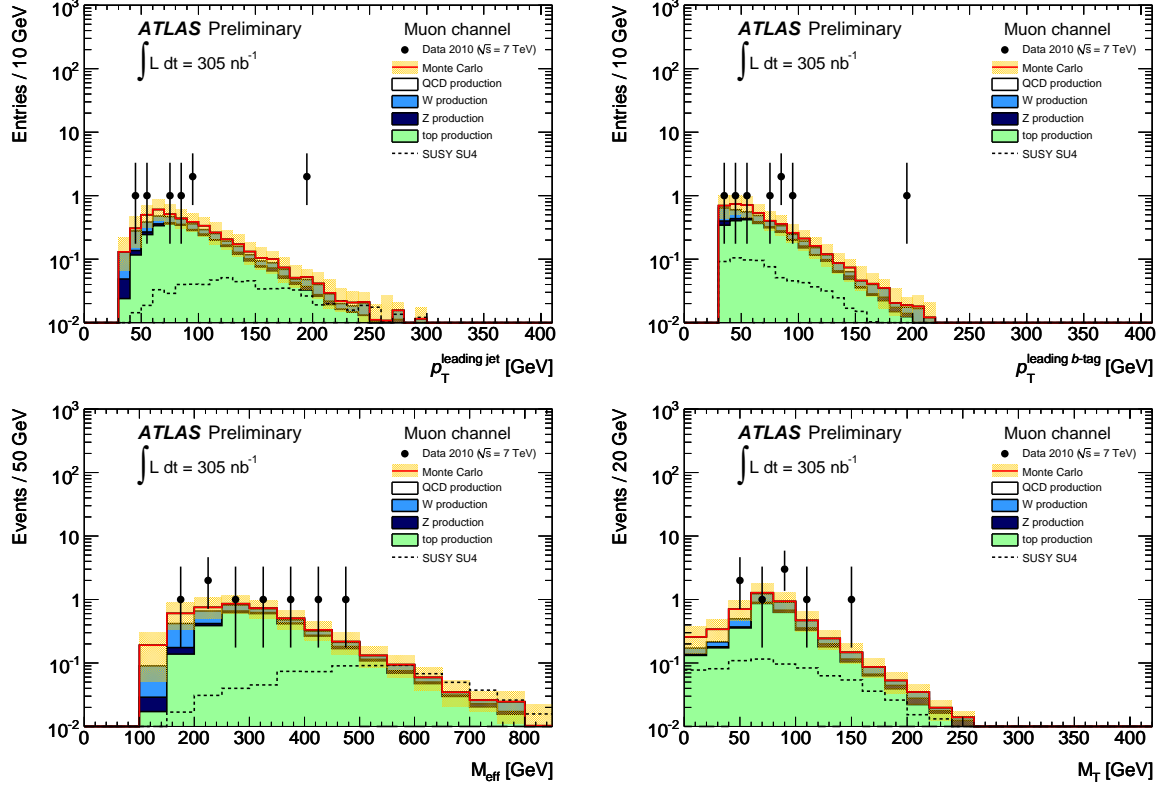 Entries / 10 GeV
10³
10²
10
1
10⁻¹
10⁻²
ATLAS Preliminary
∫ L dt = 305 nb⁻¹
Muon channel
Data 2010 (√s = 7 TeV)
Monte Carlo
QCD production
W production
Z production
top production
SUSY SU4
0 50 100 150 200 250 300 350 400
p_T^leading jet [GeV]
Entries / 10 GeV
10³
10²
10
1
10⁻¹
10⁻²
ATLAS Preliminary
∫ L dt = 305 nb⁻¹
Muon channel
Data 2010 (√s = 7 TeV)
Monte Carlo
QCD production
W production
Z production
top production
SUSY SU4
0 50 100 150 200 250 300 350 400
p_T^leading b-tag [GeV]
Events / 50 GeV
10³
10²
10
1
10⁻¹
10⁻²
ATLAS Preliminary
∫ L dt = 305 nb⁻¹
Muon channel
Data 2010 (√s = 7 TeV)
Monte Carlo
QCD production
W production
Z production
top production
SUSY SU4
0 100 200 300 400 500 600 700 800
M_eff [GeV]
Events / 20 GeV
10³
10²
10
1
10⁻¹
10⁻²
ATLAS Preliminary
∫ L dt = 305 nb⁻¹
Muon channel
Data 2010 (√s = 7 TeV)
Monte Carlo
QCD production
W production
Z production
top production
SUSY SU4
0 50 100 150 200 250 300 350 400
M_T [GeV]